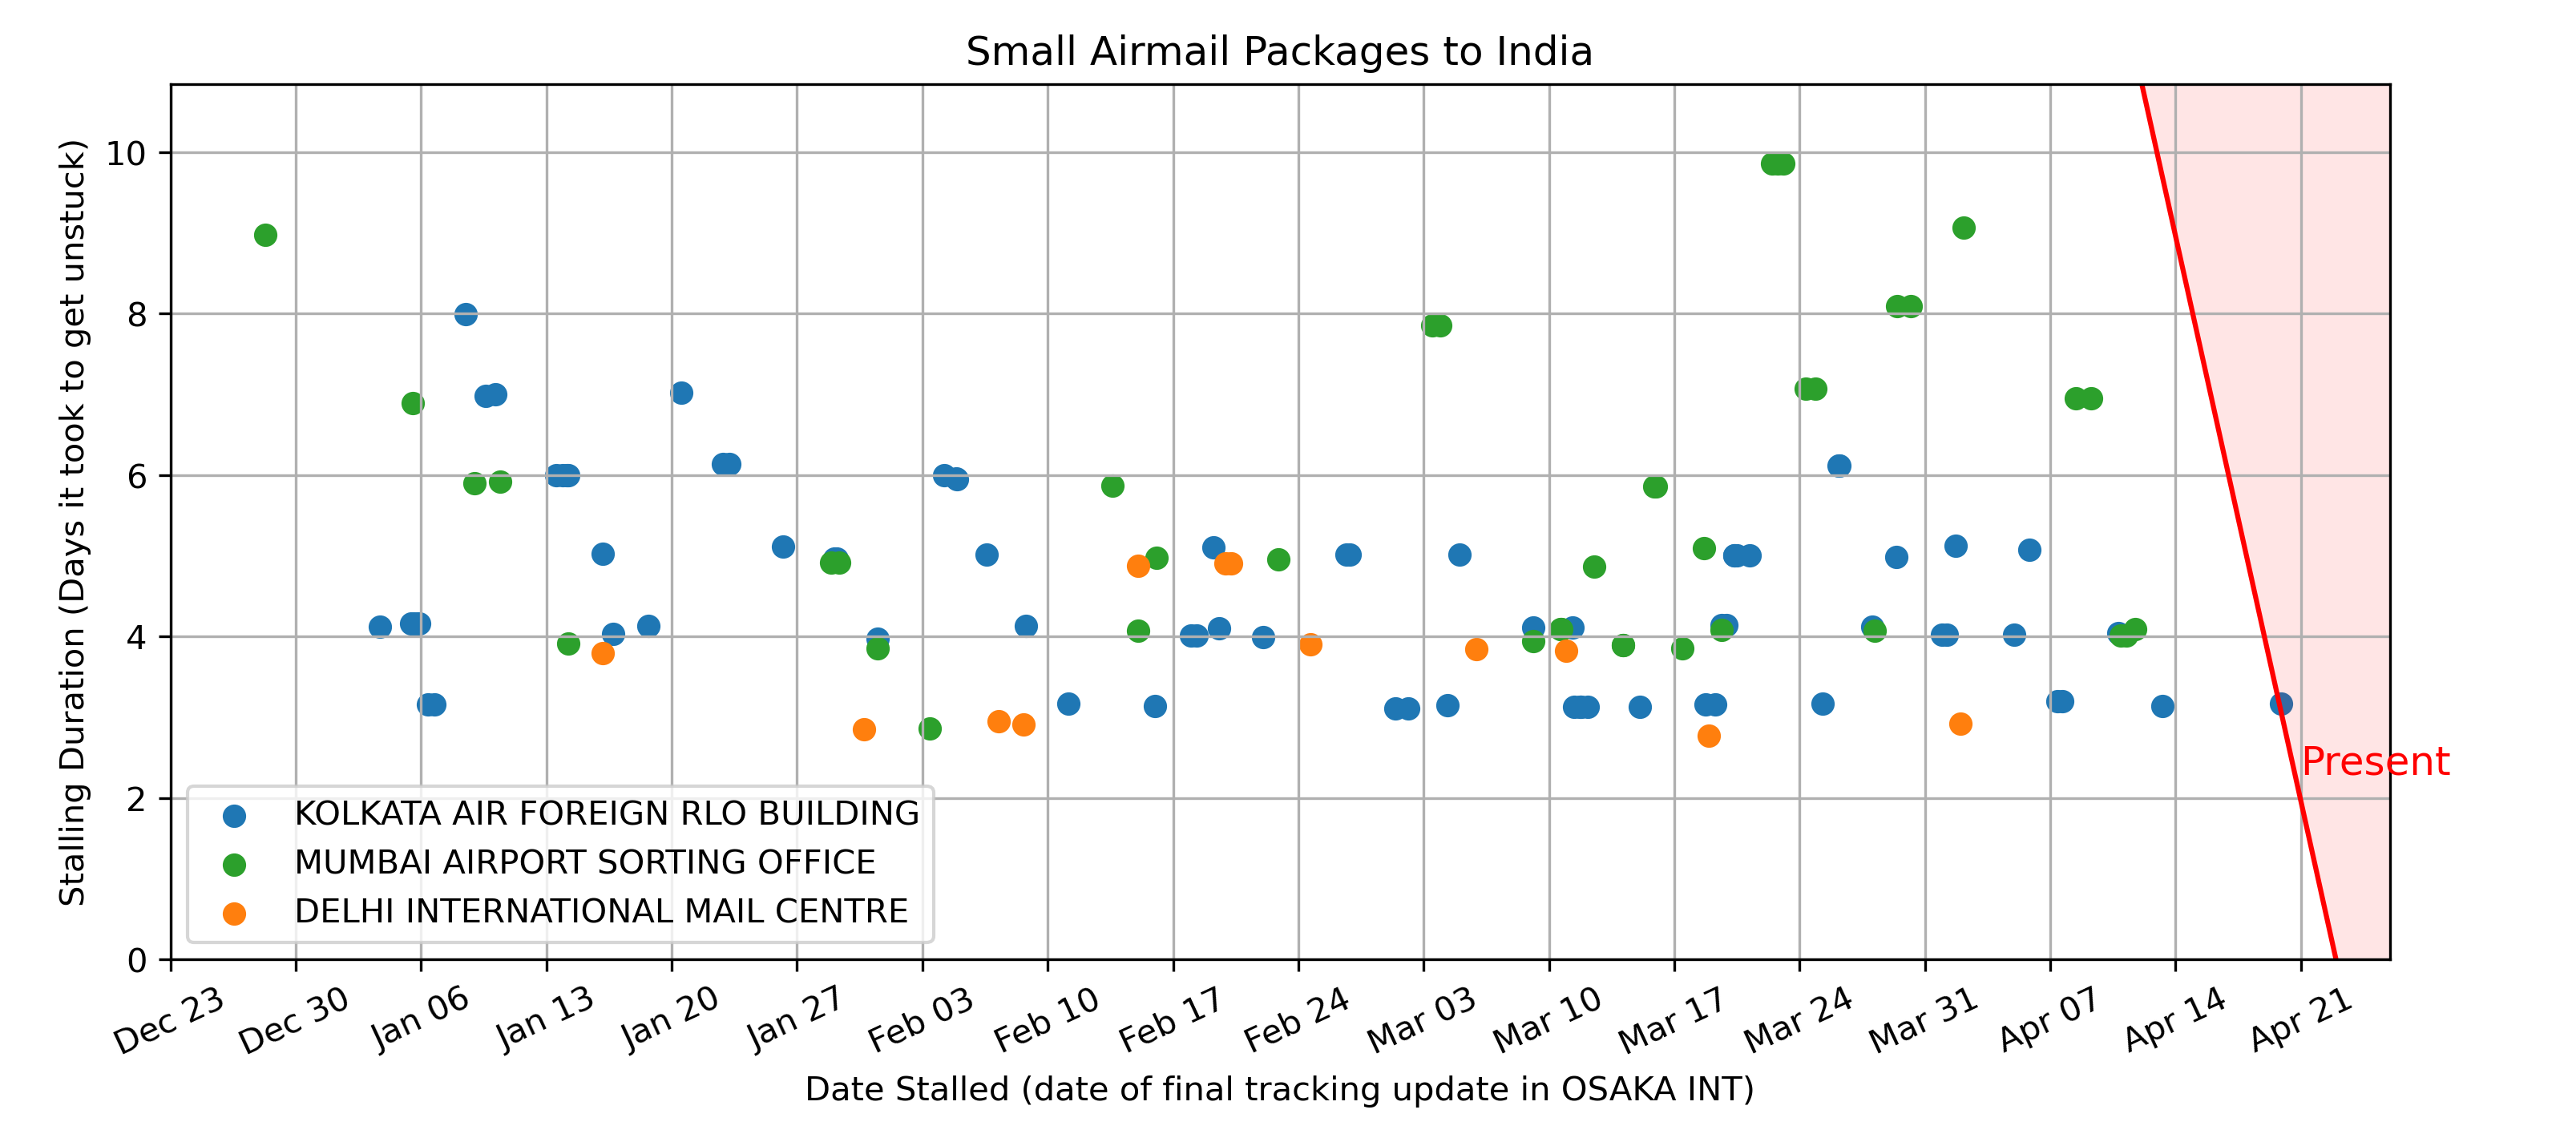 Small Airmail Packages to India
Stalling Duration (Days it took to get unstuck)
10
8
6
4
2
0
Present
KOLKATA AIR FOREIGN RLO BUILDING
MUMBAI AIRPORT SORTING OFFICE
DELHI INTERNATIONAL MAIL CENTRE
Dec 23
Dec 30
Jan 06
Jan 13
Jan 20
Jan 27
Feb 03
Feb 10
Feb 17
Feb 24
Mar 03
Mar 10
Mar 17
Mar 24
Mar 31
Apr 07
Apr 14
Apr 21
Date Stalled (date of final tracking update in OSAKA INT)